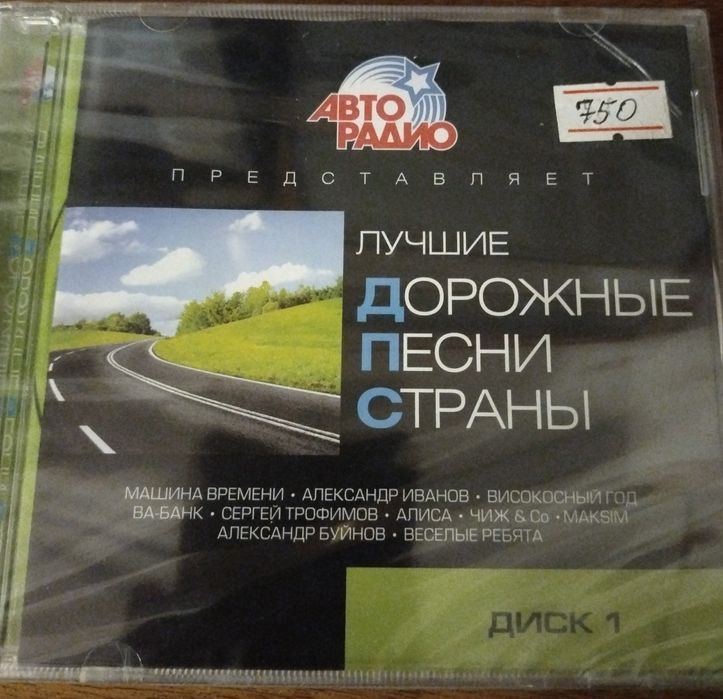 АВТО
РАДИО
750
ПРЕДСТАВЛЯЕТ
ЛУЧШИЕ
ДОРОЖНЫЕ
ПЕСНИ
СТРАНЫ
МАШИНА ВРЕМЕНИ • АЛЕКСАНДР ИВАНОВ • ВИСОКОСНЫЙ ГОД
ВА-БАНК • СЕРГЕЙ ТРОФИМОВ • АЛИСА • ЧИЖ & Co • МАКSIМ
АЛЕКСАНДР БУЙНОВ • ВЕСЕЛЫЕ РЕБЯТА
ДИСК 1